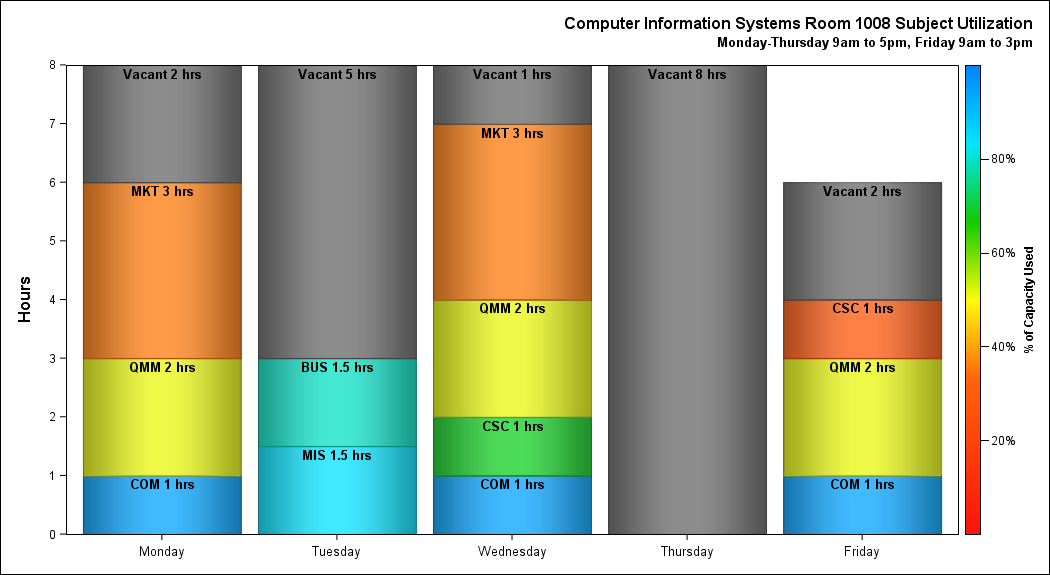 Computer Information Systems Room 1008 Subject Utilization
Monday-Thursday 9am to 5pm, Friday 9am to 3pm
Hours
8
7
6
5
4
3
2
1
0
Vacant 2 hrs
MKT 3 hrs
QMM 2 hrs
COM 1 hrs
Vacant 5 hrs
BUS 1.5 hrs
MIS 1.5 hrs
Vacant 1 hrs
MKT 3 hrs
QMM 2 hrs
CSC 1 hrs
COM 1 hrs
Vacant 8 hrs
Vacant 2 hrs
CSC 1 hrs
QMM 2 hrs
COM 1 hrs
Monday
Tuesday
Wednesday
Thursday
Friday
80%
60%
40%
20%
% of Capacity Used